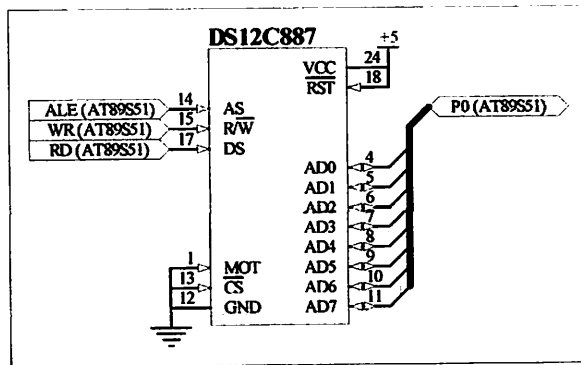 DS12C887
+5
24 VCC
18 RST
ALE (AT89S51) 14 AS
WR (AT89S51) 15 R/W
RD (AT89S51) 17 DS
P0 (AT89S51)
AD0 4
AD1 5
AD2 6
AD3 7
AD4 8
AD5 9
AD6 10
AD7 11
1 MOT
13 CS
12 GND